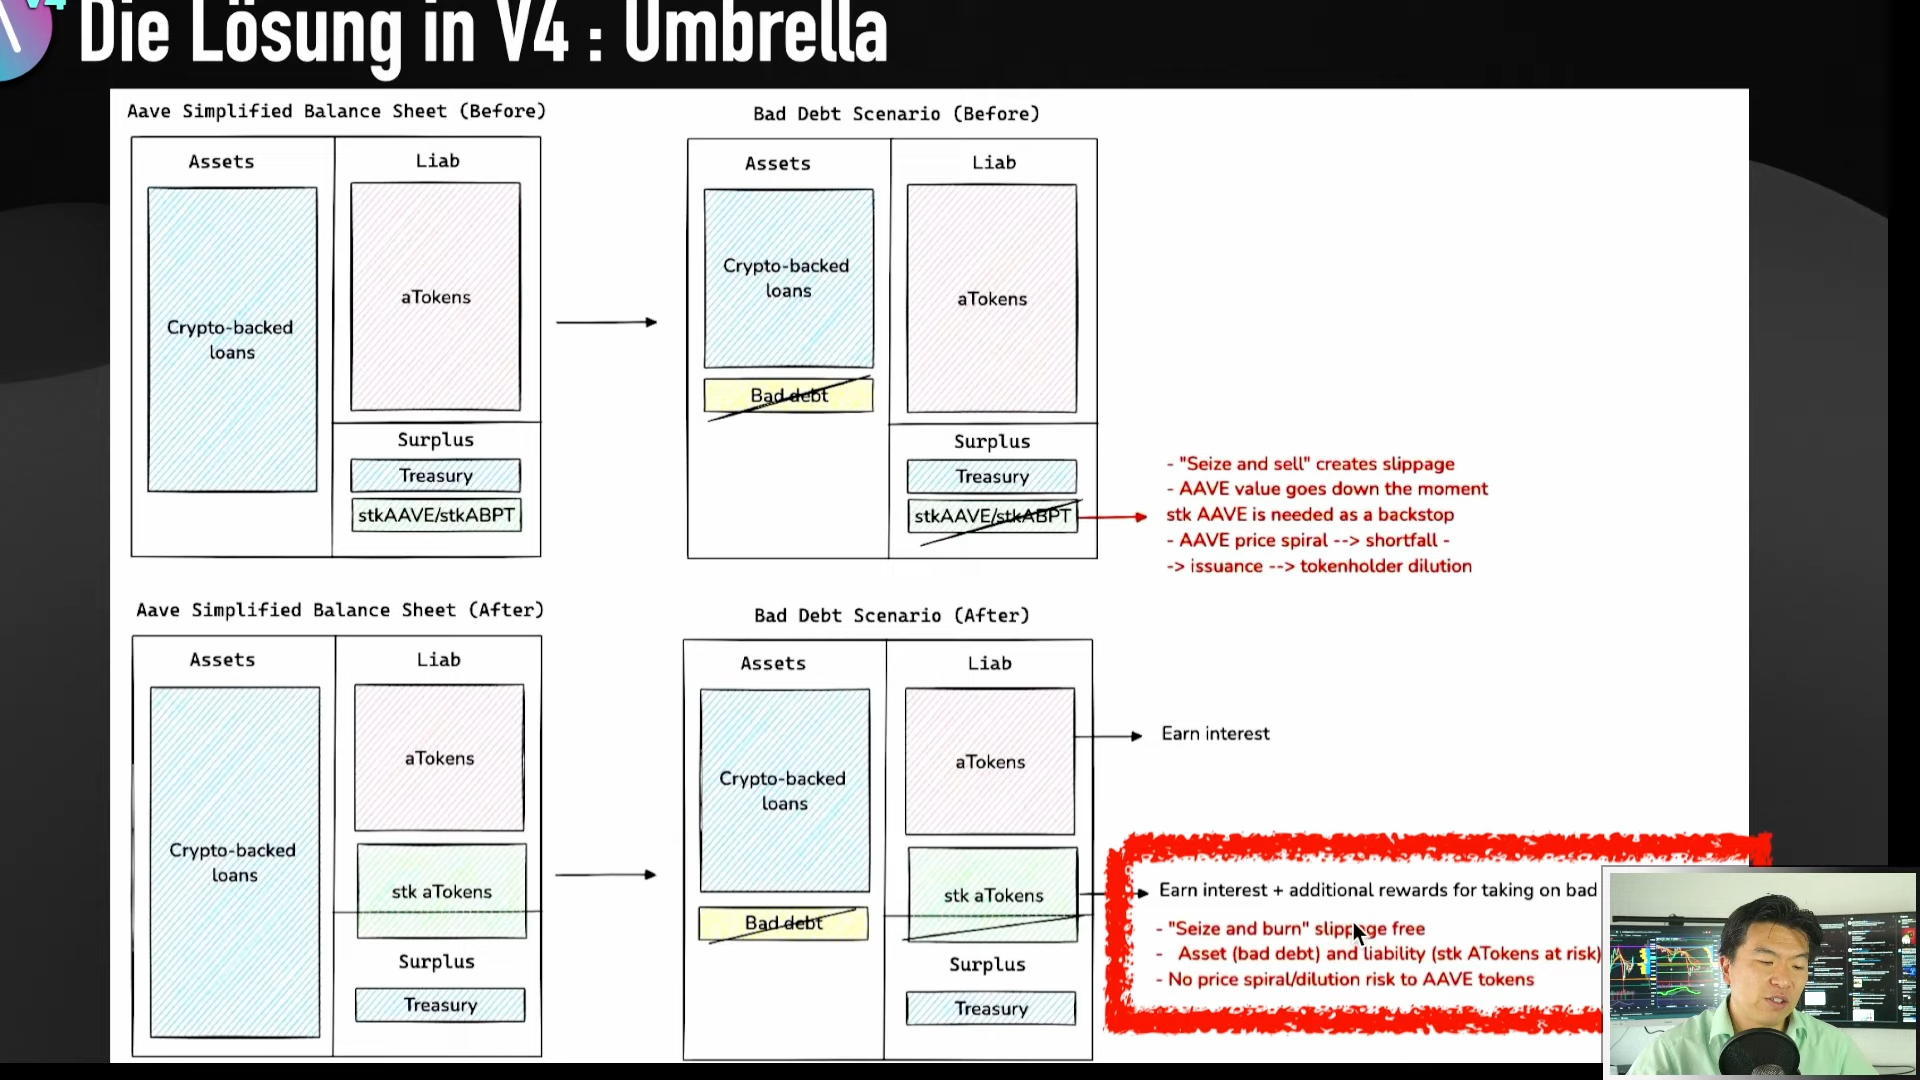 V4
Die Lösung in V4 : Umbrella
Aave Simplified Balance Sheet (Before)
Assets
Liab
Crypto-backed
loans
aTokens
Surplus
Treasury
stkAAVE/stkABPT
Bad Debt Scenario (Before)
Assets
Liab
Crypto-backed
loans
Bad debt
aTokens
Surplus
Treasury
stkAAVE/stkABPT
- "Seize and sell" creates slippage
- AAVE value goes down the moment
stk AAVE is needed as a backstop
- AAVE price spiral --> shortfall -
-> issuance --> tokenholder dilution
Aave Simplified Balance Sheet (After)
Assets
Liab
Crypto-backed
loans
aTokens
stk aTokens
Surplus
Treasury
Bad Debt Scenario (After)
Assets
Liab
Crypto-backed
loans
Bad debt
aTokens
stk aTokens
Surplus
Treasury
Earn interest
Earn interest + additional rewards for taking on bad
- "Seize and burn" slippage free
- Asset (bad debt) and liability (stk ATokens at risk)
- No price spiral/dilution risk to AAVE tokens